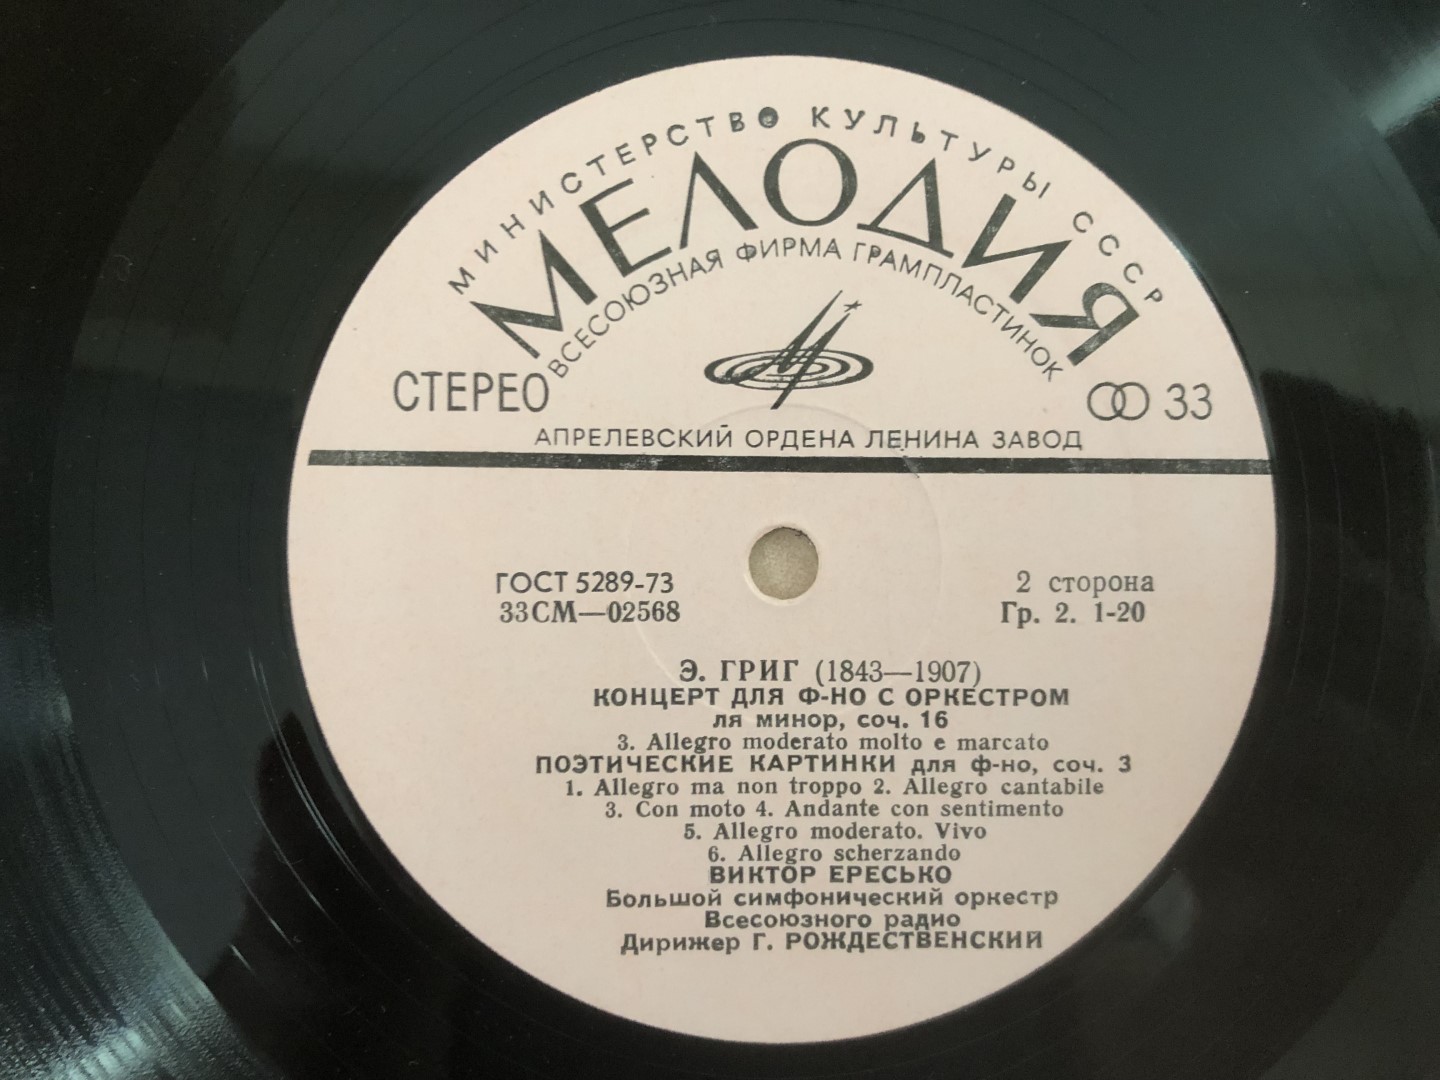 МИНИСТЕРСТВО КУЛЬТУРЫ СССР
МЕЛОДИЯ
ВСЕСОЮЗНАЯ ФИРМА ГРАМПЛАСТИНОК
СТЕРЕО
33
АПРЕЛЕВСКИЙ ОРДЕНА ЛЕНИНА ЗАВОД
ГОСТ 5289-73
2 сторона
33СМ—02568
Гр. 2. 1-20
Э. ГРИГ (1843—1907)
КОНЦЕРТ ДЛЯ Ф-НО С ОРКЕСТРОМ
ля минор, соч. 16
3. Allegro moderato molto e marcato
ПОЭТИЧЕСКИЕ КАРТИНКИ для ф-но, соч. 3
1. Allegro ma non troppo 2. Allegro cantabile
3. Con moto 4. Andante con sentimento
5. Allegro moderato. Vivo
6. Allegro scherzando
ВИКТОР ЕРЕСЬКО
Большой симфонический оркестр
Всесоюзного радио
Дирижер Г. РОЖДЕСТВЕНСКИЙ